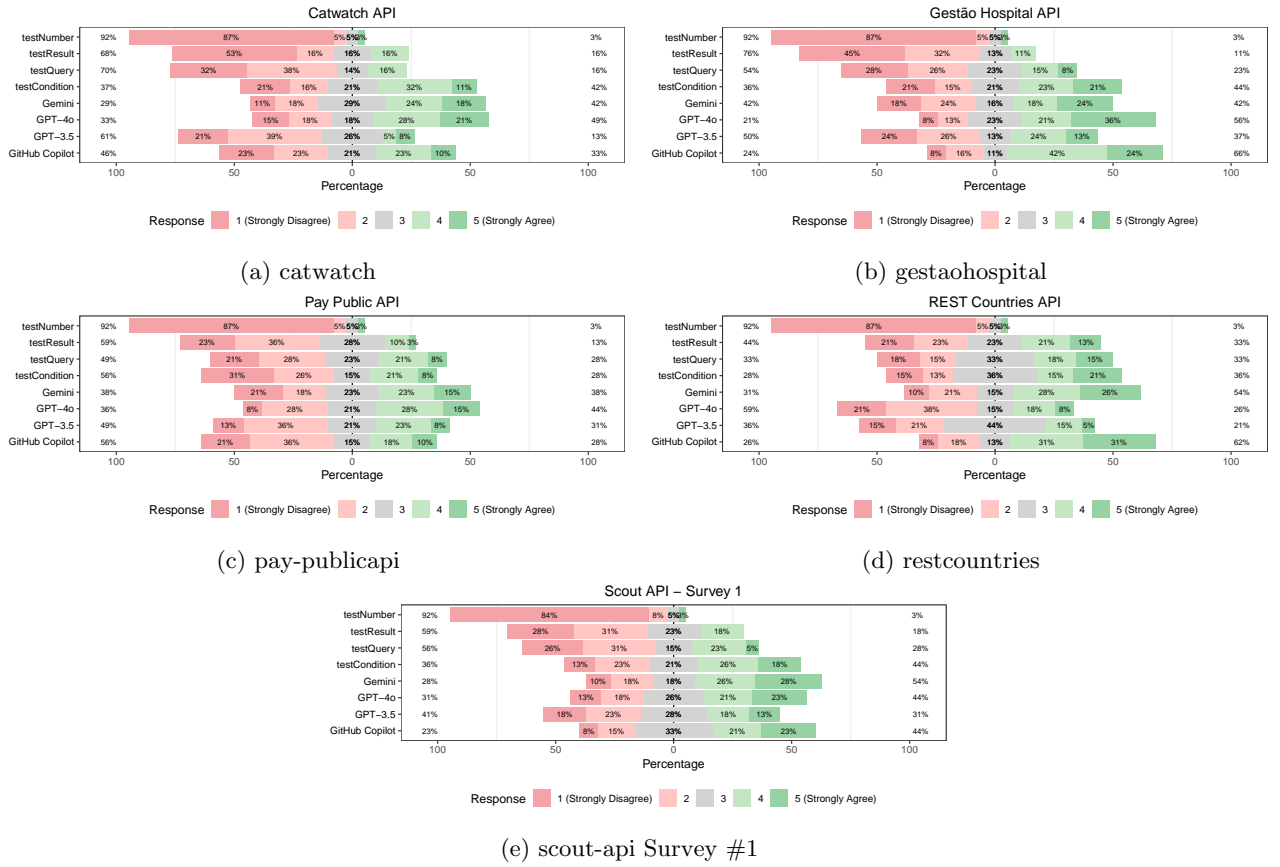 Catwatch API
testNumber 92% 87% 5% 5% 3% 3%
testResult 68% 53% 16% 16% 16% 16%
testQuery 70% 32% 38% 14% 16% 16%
testCondition 37% 21% 16% 21% 32% 11% 42%
Gemini 29% 11% 18% 29% 24% 18% 42%
GPT−4o 33% 15% 18% 18% 28% 21% 49%
GPT−3.5 61% 21% 39% 26% 5% 8% 13%
GitHub Copilot 46% 23% 23% 21% 23% 10% 33%
100 50 0 50 100
Percentage
Response 1 (Strongly Disagree) 2 3 4 5 (Strongly Agree)
(a) catwatch
Gestão Hospital API
testNumber 92% 87% 5% 5% 3% 3%
testResult 76% 45% 32% 13% 11% 11%
testQuery 54% 28% 26% 23% 15% 8% 23%
testCondition 36% 21% 15% 21% 23% 21% 44%
Gemini 42% 18% 24% 16% 18% 24% 42%
GPT−4o 21% 8% 13% 23% 21% 36% 56%
GPT−3.5 50% 24% 26% 13% 24% 13% 37%
GitHub Copilot 24% 8% 16% 11% 42% 24% 66%
100 50 0 50 100
Percentage
Response 1 (Strongly Disagree) 2 3 4 5 (Strongly Agree)
(b) gestaohospital
Pay Public API
testNumber 92% 87% 5% 5% 3% 3%
testResult 59% 23% 36% 28% 10% 3% 13%
testQuery 49% 21% 28% 23% 21% 8% 28%
testCondition 56% 31% 26% 15% 21% 8% 28%
Gemini 38% 21% 18% 23% 23% 15% 38%
GPT−4o 36% 8% 28% 21% 28% 15% 44%
GPT−3.5 49% 13% 36% 21% 23% 8% 31%
GitHub Copilot 56% 21% 36% 15% 18% 10% 28%
100 50 0 50 100
Percentage
Response 1 (Strongly Disagree) 2 3 4 5 (Strongly Agree)
(c) pay-publicapi
REST Countries API
testNumber 92% 87% 5% 5% 3% 3%
testResult 44% 21% 23% 23% 21% 13% 33%
testQuery 33% 18% 15% 33% 18% 15% 33%
testCondition 28% 15% 13% 36% 15% 21% 36%
Gemini 31% 10% 21% 15% 28% 26% 54%
GPT−4o 59% 21% 38% 15% 18% 8% 26%
GPT−3.5 36% 15% 21% 44% 15% 5% 21%
GitHub Copilot 26% 8% 18% 13% 31% 31% 62%
100 50 0 50 100
Percentage
Response 1 (Strongly Disagree) 2 3 4 5 (Strongly Agree)
(d) restcountries
Scout API − Survey 1
testNumber 92% 84% 8% 5% 3% 3%
testResult 59% 28% 31% 23% 18% 18%
testQuery 56% 26% 31% 15% 23% 5% 28%
testCondition 36% 13% 23% 21% 26% 18% 44%
Gemini 28% 10% 18% 18% 26% 28% 54%
GPT−4o 31% 13% 18% 26% 21% 23% 44%
GPT−3.5 41% 18% 23% 28% 18% 13% 31%
GitHub Copilot 23% 8% 15% 33% 21% 23% 44%
100 50 0 50 100
Percentage
Response 1 (Strongly Disagree) 2 3 4 5 (Strongly Agree)
(e) scout-api Survey #1